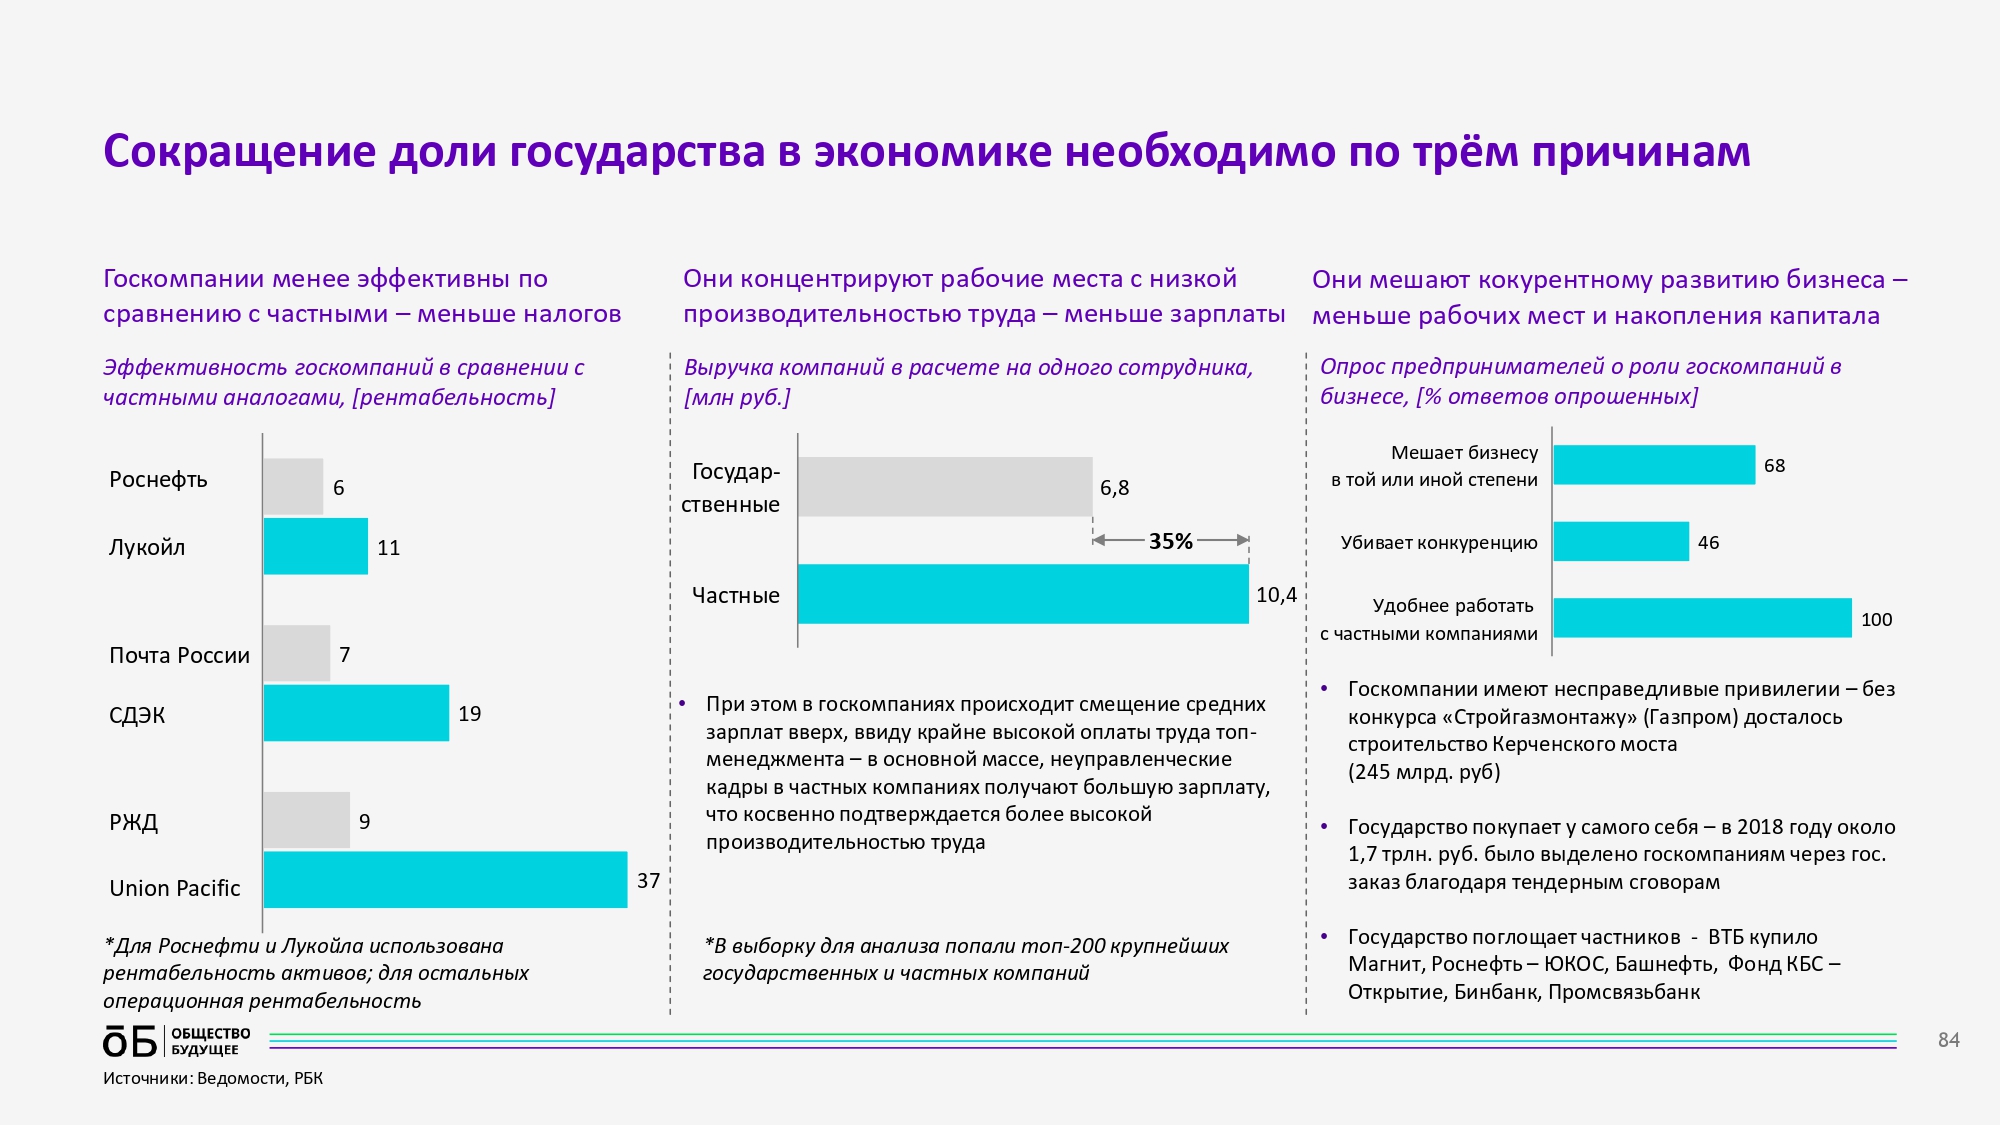 Сокращение доли государства в экономике необходимо по трём причинам
Госкомпании менее эффективны по
сравнению с частными – меньше налогов
Эффективность госкомпаний в сравнении с
частными аналогами, [рентабельность]
Роснефть
6
Лукойл
11
Почта России
7
СДЭК
19
РЖД
9
Union Pacific
37
*Для Роснефти и Лукойла использована
рентабельность активов; для остальных
операционная рентабельность
Они концентрируют рабочие места с низкой
производительностью труда – меньше зарплаты
Выручка компаний в расчете на одного сотрудника,
[млн руб.]
Государ-
ственные
6,8
35%
Частные
10,4
• При этом в госкомпаниях происходит смещение средних
зарплат вверх, ввиду крайне высокой оплаты труда топ-
менеджмента – в основной массе, неуправленческие
кадры в частных компаниях получают большую зарплату,
что косвенно подтверждается более высокой
производительностью труда
*В выборку для анализа попали топ-200 крупнейших
государственных и частных компаний
Они мешают кокурентному развитию бизнеса –
меньше рабочих мест и накопления капитала
Опрос предпринимателей о роли госкомпаний в
бизнесе, [% ответов опрошенных]
Мешает бизнесу
в той или иной степени
68
Убивает конкуренцию
46
Удобнее работать
с частными компаниями
100
• Госкомпании имеют несправедливые привилегии – без
конкурса «Стройгазмонтажу» (Газпром) досталось
строительство Керченского моста
(245 млрд. руб)
• Государство покупает у самого себя – в 2018 году около
1,7 трлн. руб. было выделено госкомпаниям через гос.
заказ благодаря тендерным сговорам
• Государство поглощает частников - ВТБ купило
Магнит, Роснефть – ЮКОС, Башнефть, Фонд КБС –
Открытие, Бинбанк, Промсвязьбанк
ОБ
ОБЩЕСТВО
БУДУЩЕЕ
84
Источники: Ведомости, РБК